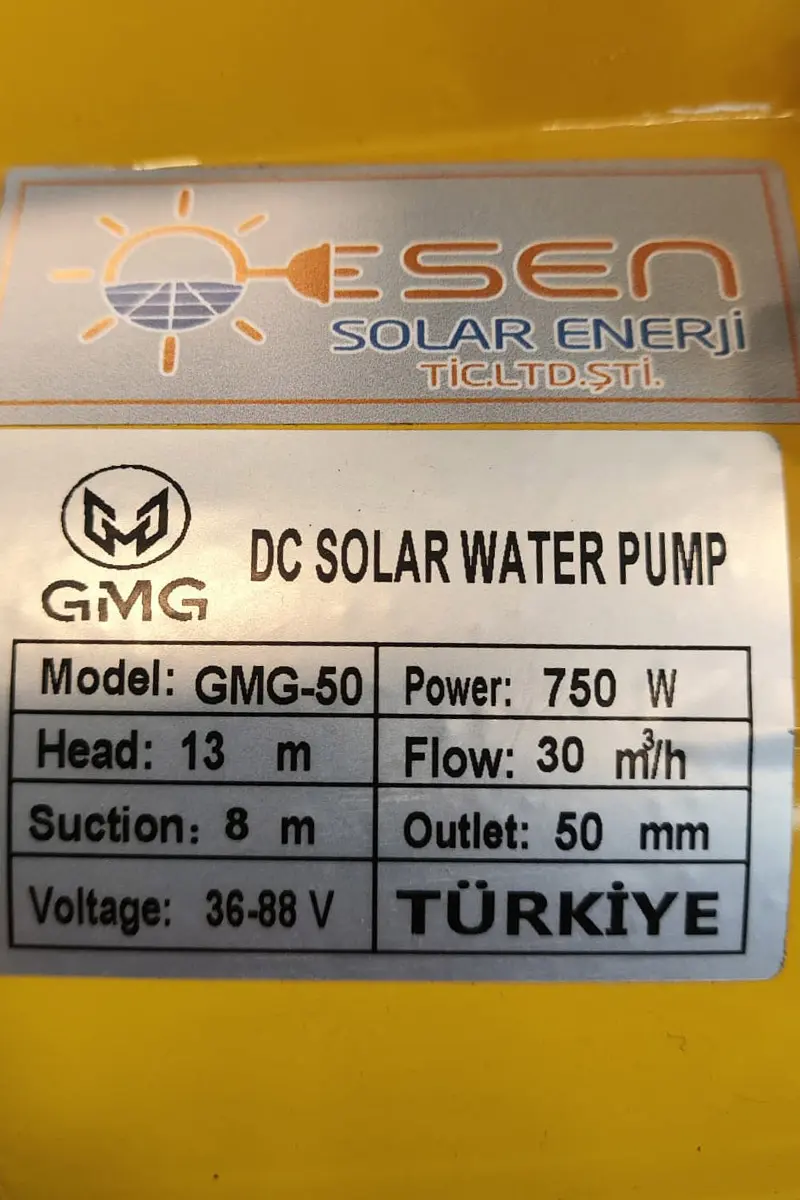 ESEN
SOLAR ENERJİ
TİC.LTD.ŞTİ.
GMG
DC SOLAR WATER PUMP
Model: GMG-50 Power: 750 W
Head: 13 m Flow: 30 m³/h
Suction: 8 m Outlet: 50 mm
Voltage: 36-88 V TÜRKİYE